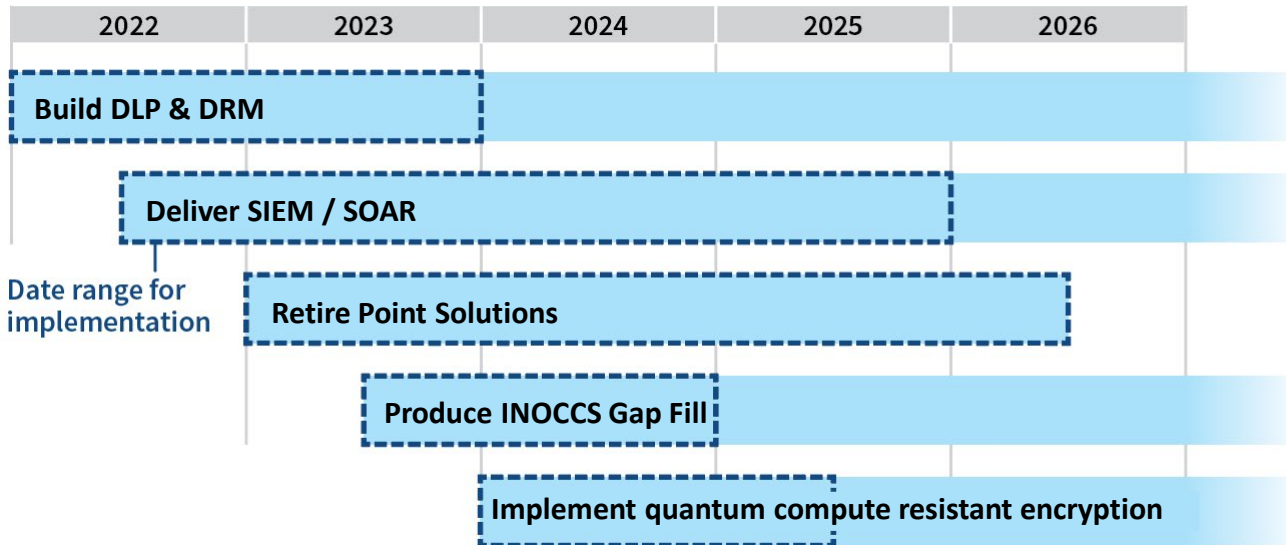 2022 2023 2024 2025 2026
Build DLP & DRM
Deliver SIEM / SOAR
Date range for
implementation
Retire Point Solutions
Produce INOCCS Gap Fill
Implement quantum compute resistant encryption